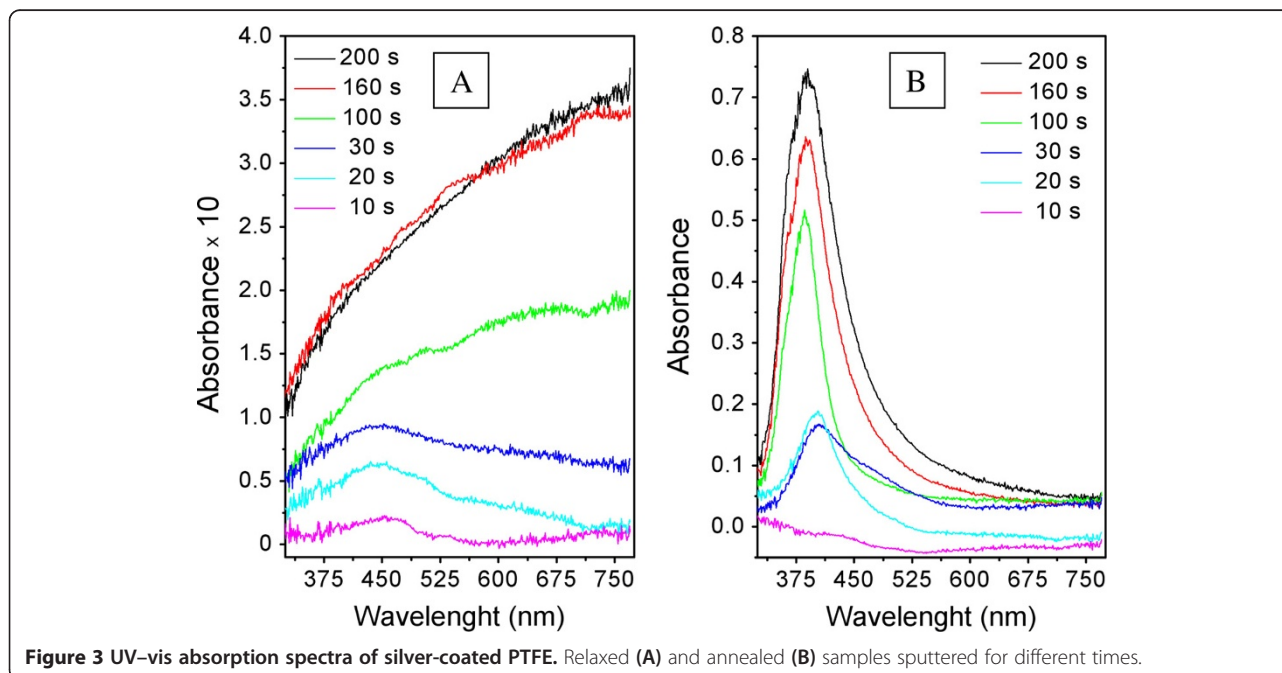 A
200 s
160 s
100 s
30 s
20 s
10 s
Absorbance x 10
4.0
3.5
3.0
2.5
2.0
1.5
1.0
0.5
0
375 450 525 600 675 750
Wavelenght (nm)
B
200 s
160 s
100 s
30 s
20 s
10 s
Absorbance
0.8
0.7
0.6
0.5
0.4
0.3
0.2
0.1
0.0
375 450 525 600 675 750
Wavelenght (nm)
Figure 3 UV–vis absorption spectra of silver-coated PTFE. Relaxed (A) and annealed (B) samples sputtered for different times.